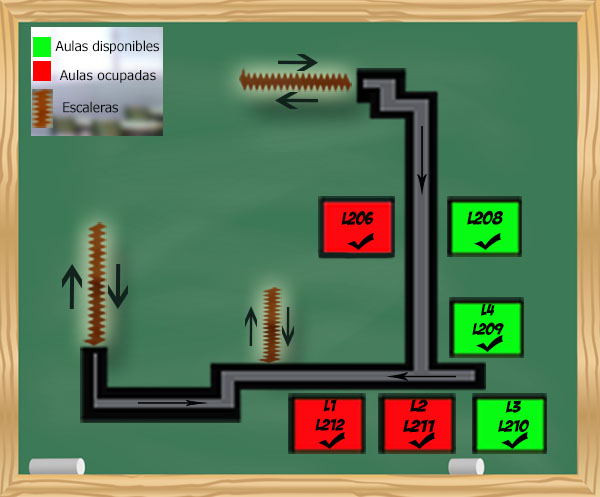 Aulas disponibles
Aulas ocupadas
Escaleras
L206
L208
L4
L209
L1
L212
L2
L211
L3
L210